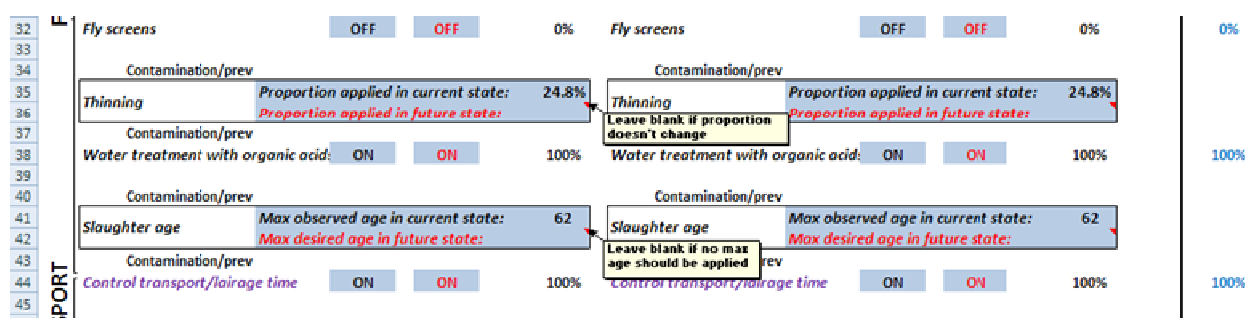 32 F Fly screens OFF OFF 0% Fly screens OFF OFF 0% 0%
33
34 Contamination/prev Contamination/prev
35 Thinning Proportion applied in current state: 24.8% Thinning Proportion applied in current state: 24.8%
36 Proportion applied in future state: Proportion applied in future state:
Leave blank if proportion
doesn't change
37 Contamination/prev
38 Water treatment with organic acid: ON ON 100% Water treatment with organic acid: ON ON 100% 100%
39
40 Contamination/prev Contamination/prev
41 Slaughter age Max observed age in current state: 62 Slaughter age Max observed age in current state: 62
42 Max desired age in future state: Max desired age in future state:
Leave blank if no max
age should be applied
43 Contamination/prev rev
44 SPORT Control transport/lairage time ON ON 100% Control transport/lairage time ON ON 100% 100%
45